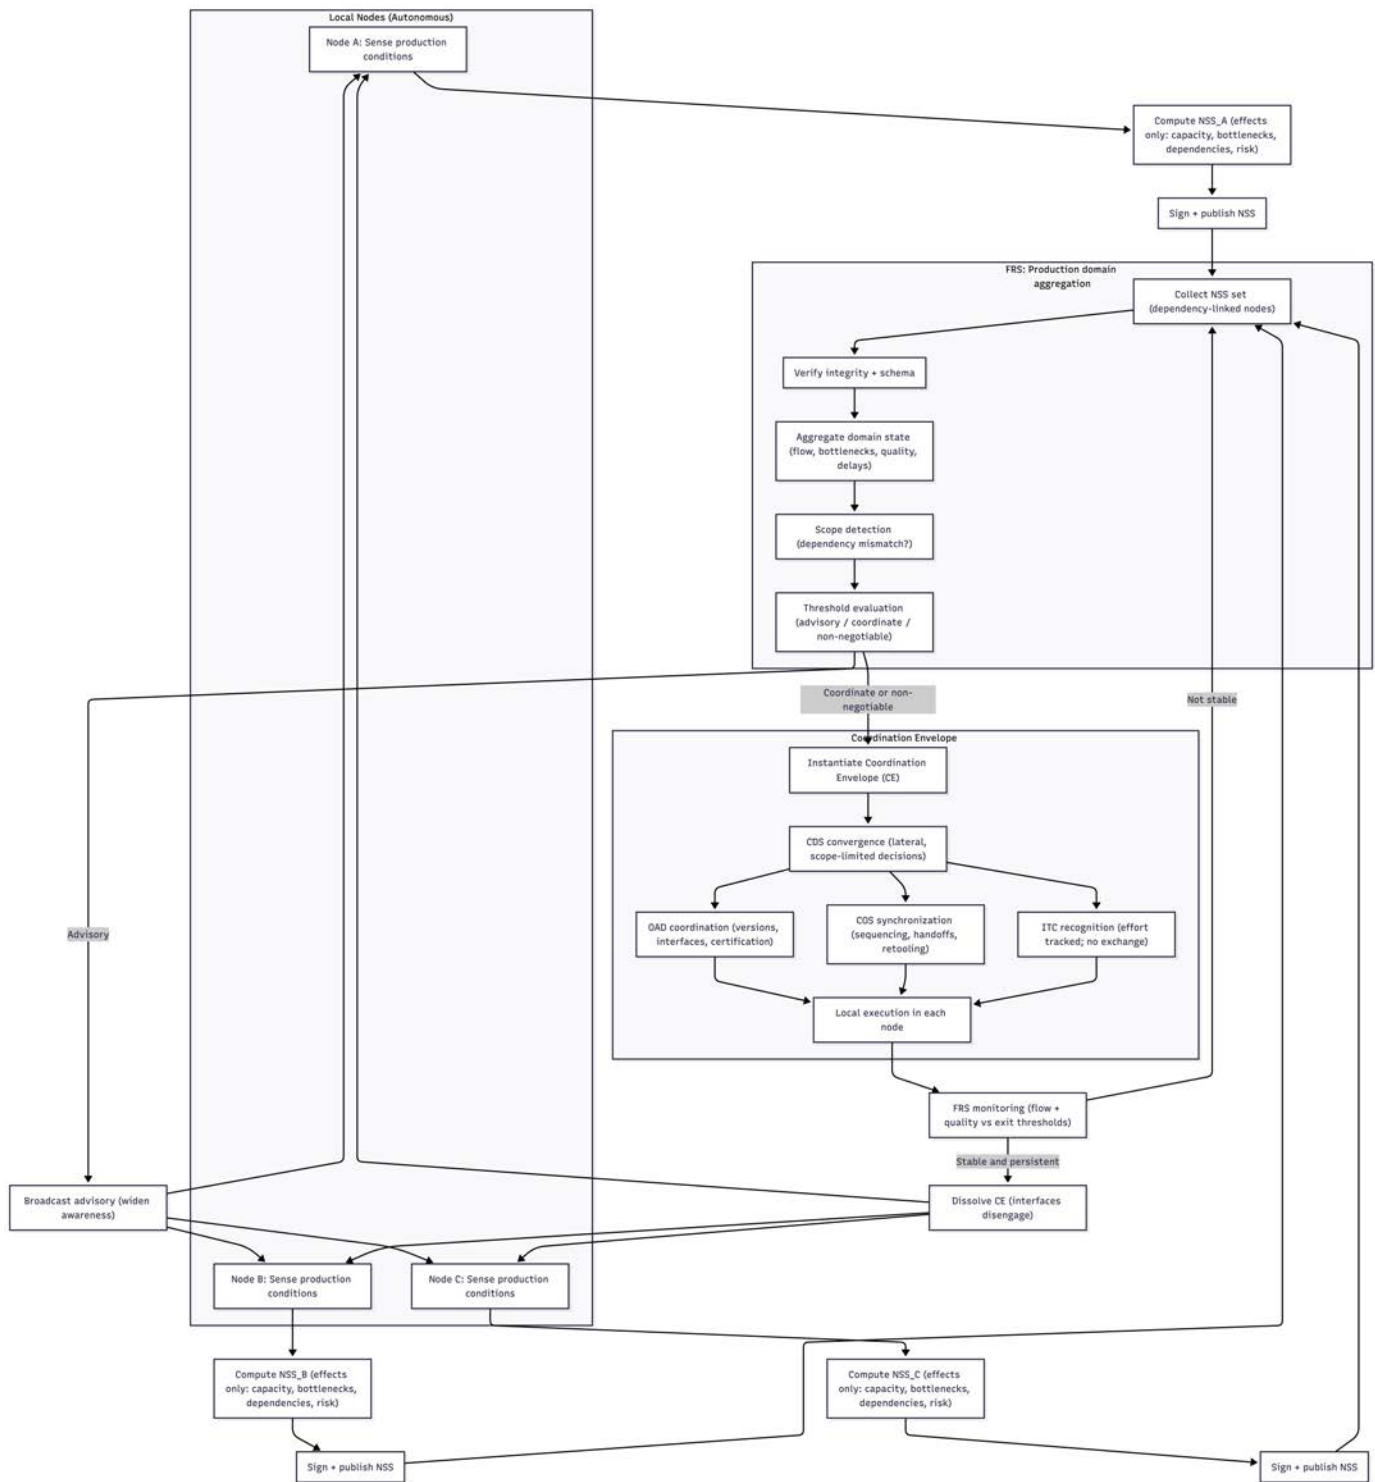 Local Nodes (Autonomous)
Node A: Sense production
conditions
Compute NSS_A (effects
only: capacity, bottlenecks,
dependencies, risk)
Sign + publish NSS
FRS: Production domain
aggregation
Collect NSS set
(dependency-linked nodes)
Verify integrity + schema
Aggregate domain state
(flow, bottlenecks, quality,
delays)
Scope detection
(dependency mismatch?)
Threshold evaluation
(advisory / coordinate /
non-negotiable)
Coordinate or non-
negotiable
Not stable
Coordination Envelope
Instantiate Coordination
Envelope (CE)
CDS convergence (lateral,
scope-limited decisions)
OAD coordination (versions,
interfaces, certification)
COS synchronization
(sequencing, handoffs,
retooling)
ITC recognition (effort
tracked; no exchange)
Advisory
Local execution in each
node
FRS monitoring (flow +
quality vs exit thresholds)
Stable and persistent
Broadcast advisory (widen
awareness)
Dissolve CE (interfaces
disengage)
Node B: Sense production
conditions
Node C: Sense production
conditions
Compute NSS_B (effects
only: capacity, bottlenecks,
dependencies, risk)
Compute NSS_C (effects
only: capacity, bottlenecks,
dependencies, risk)
Sign + publish NSS
Sign + publish NSS